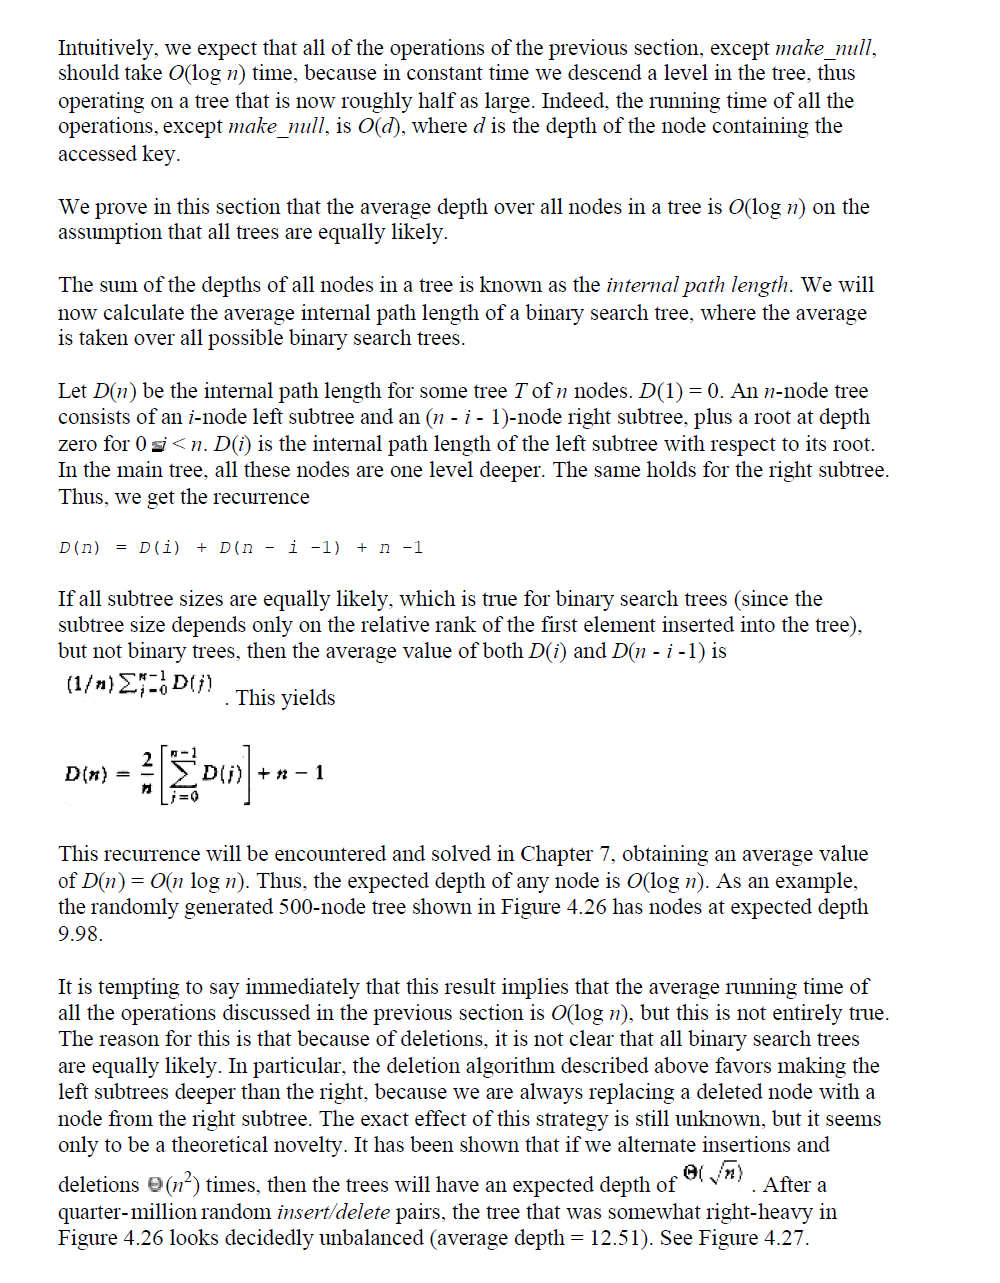 Intuitively, we expect that all of the operations of the previous section, except make_null,
should take O(log n) time, because in constant time we descend a level in the tree, thus
operating on a tree that is now roughly half as large. Indeed, the running time of all the
operations, except make_null, is O(d), where d is the depth of the node containing the
accessed key.
We prove in this section that the average depth over all nodes in a tree is O(log n) on the
assumption that all trees are equally likely.
The sum of the depths of all nodes in a tree is known as the internal path length. We will
now calculate the average internal path length of a binary search tree, where the average
is taken over all possible binary search trees.
Let D(n) be the internal path length for some tree T of n nodes. D(1) = 0. An n-node tree
consists of an i-node left subtree and an (n - i - 1)-node right subtree, plus a root at depth
zero for 0 ≤ i < n. D(i) is the internal path length of the left subtree with respect to its root.
In the main tree, all these nodes are one level deeper. The same holds for the right subtree.
Thus, we get the recurrence
D(n) = D(i) + D(n - i -1) + n -1
If all subtree sizes are equally likely, which is true for binary search trees (since the
subtree size depends only on the relative rank of the first element inserted into the tree),
but not binary trees, then the average value of both D(i) and D(n - i -1) is
(1/n) ∑_{j=0}^{n-1} D(j) . This yields
D(n) = 2/n [ ∑_{j=0}^{n-1} D(j) ] + n - 1
This recurrence will be encountered and solved in Chapter 7, obtaining an average value
of D(n) = O(n log n). Thus, the expected depth of any node is O(log n). As an example,
the randomly generated 500-node tree shown in Figure 4.26 has nodes at expected depth
9.98.
It is tempting to say immediately that this result implies that the average running time of
all the operations discussed in the previous section is O(log n), but this is not entirely true.
The reason for this is that because of deletions, it is not clear that all binary search trees
are equally likely. In particular, the deletion algorithm described above favors making the
left subtrees deeper than the right, because we are always replacing a deleted node with a
node from the right subtree. The exact effect of this strategy is still unknown, but it seems
only to be a theoretical novelty. It has been shown that if we alternate insertions and
deletions Θ(n²) times, then the trees will have an expected depth of Θ(√n) . After a
quarter-million random insert/delete pairs, the tree that was somewhat right-heavy in
Figure 4.26 looks decidedly unbalanced (average depth = 12.51). See Figure 4.27.